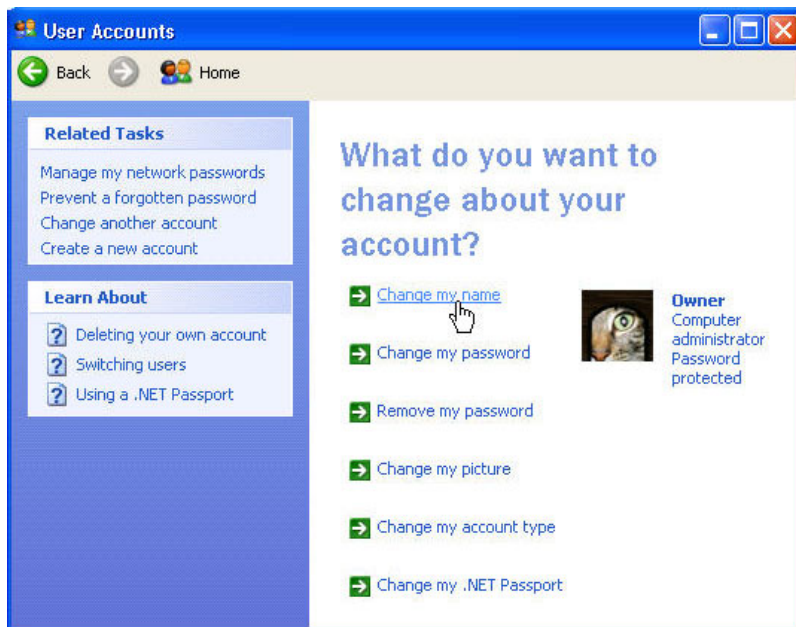 User Accounts
Back
Home
Related Tasks
Manage my network passwords
Prevent a forgotten password
Change another account
Create a new account
Learn About
Deleting your own account
Switching users
Using a .NET Passport
What do you want to
change about your
account?
Change my name
Change my password
Remove my password
Change my picture
Change my account type
Change my .NET Passport
Owner
Computer
administrator
Password
protected